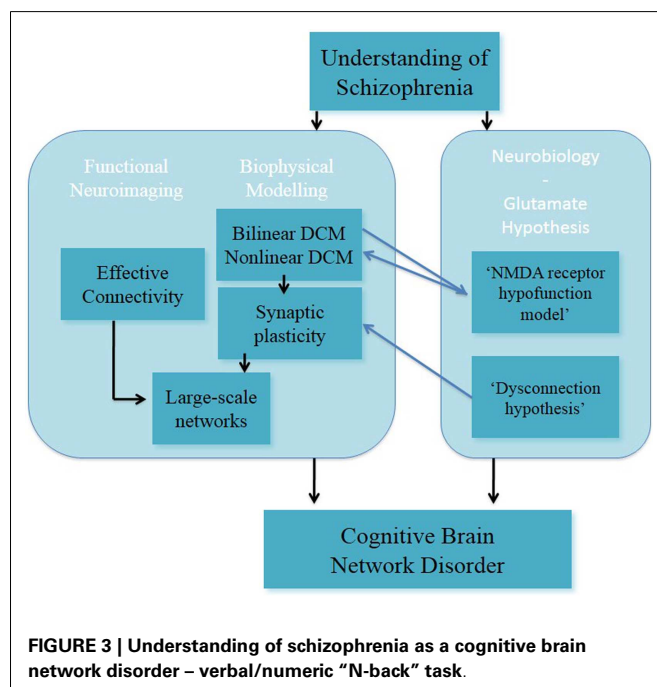 Understanding of
Schizophrenia
Functional
Neuroimaging
Biophysical
Modelling
Bilinear DCM
Nonlinear DCM
Effective
Connectivity
Synaptic
plasticity
Large-scale
networks
Neurobiology
-
Glutamate
Hypothesis
‘NMDA receptor
hypofunction
model’
‘Dysconnection
hypothesis’
Cognitive Brain
Network Disorder
FIGURE 3 | Understanding of schizophrenia as a cognitive brain
network disorder – verbal/numeric “N-back” task.